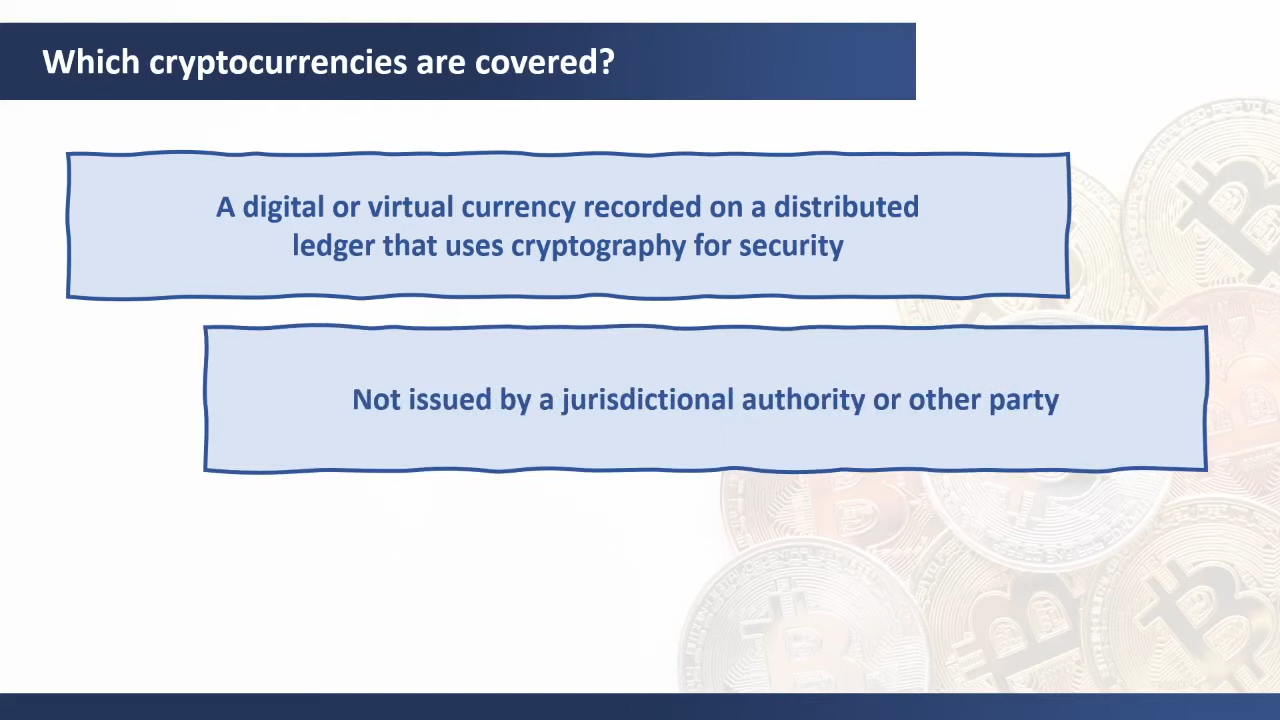 Which cryptocurrencies are covered?
A digital or virtual currency recorded on a distributed
ledger that uses cryptography for security
Not issued by a jurisdictional authority or other party